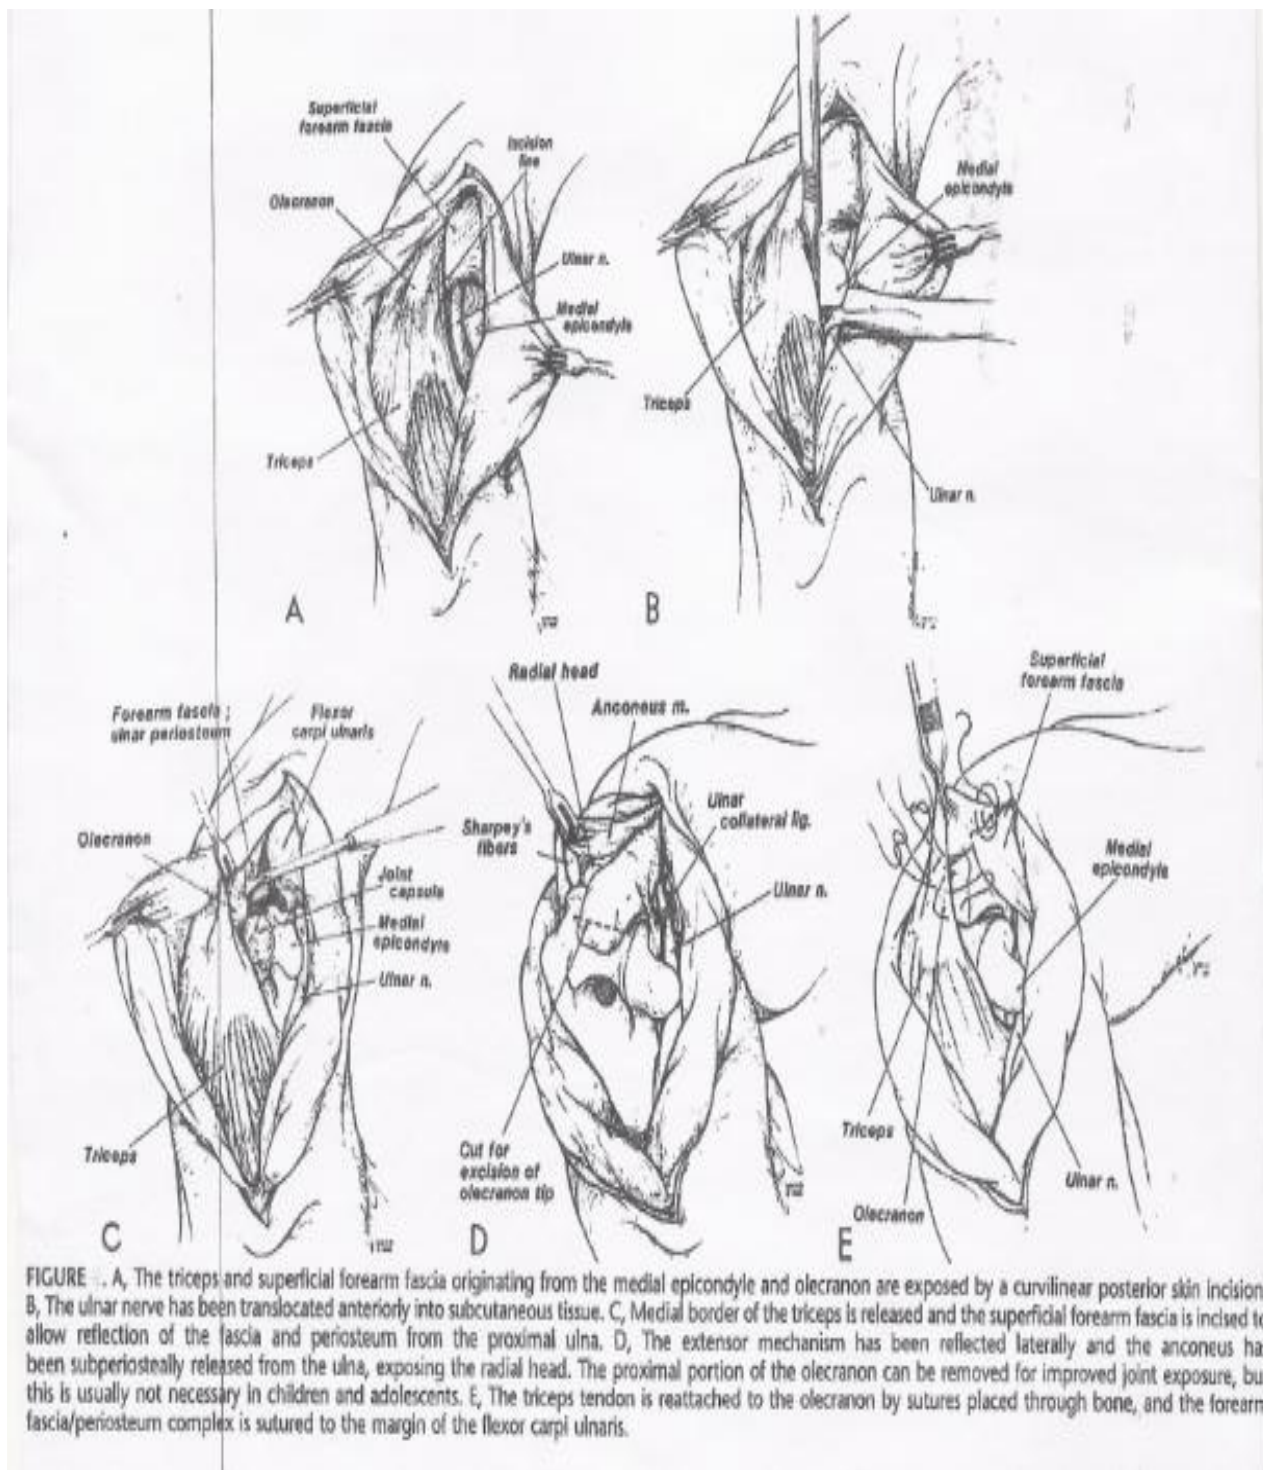 Superficial
forearm fascia
Incision
line
Olecranon
Ulnar n.
Medial
epicondyle
Triceps
A
Medial
epicondyle
Triceps
Ulnar n.
B
Forearm fascia ;
ulnar periosteum
Flexor
carpi ulnaris
Olecranon
Joint
capsule
Medial
epicondyle
Ulnar n.
Triceps
C
Radial head
Anconeus m.
Sharpey's
fibers
Ulnar
collateral lig.
Ulnar n.
Cut for
excision of
olecranon tip
D
Superficial
forearm fascia
Medial
epicondyle
Triceps
Ulnar n.
Olecranon
E
FIGURE . A, The triceps and superficial forearm fascia originating from the medial epicondyle and olecranon are exposed by a curvilinear posterior skin incision
B, The ulnar nerve has been translocated anteriorly into subcutaneous tissue. C, Medial border of the triceps is released and the superficial forearm fascia is incised to
allow reflection of the fascia and periosteum from the proximal ulna. D, The extensor mechanism has been reflected laterally and the anconeus ha
been subperiosteally released from the ulna, exposing the radial head. The proximal portion of the olecranon can be removed for improved joint exposure, bu
this is usually not necessary in children and adolescents. E, The triceps tendon is reattached to the olecranon by sutures placed through bone, and the forearm
fascia/periosteum complex is sutured to the margin of the flexor carpi ulnaris.